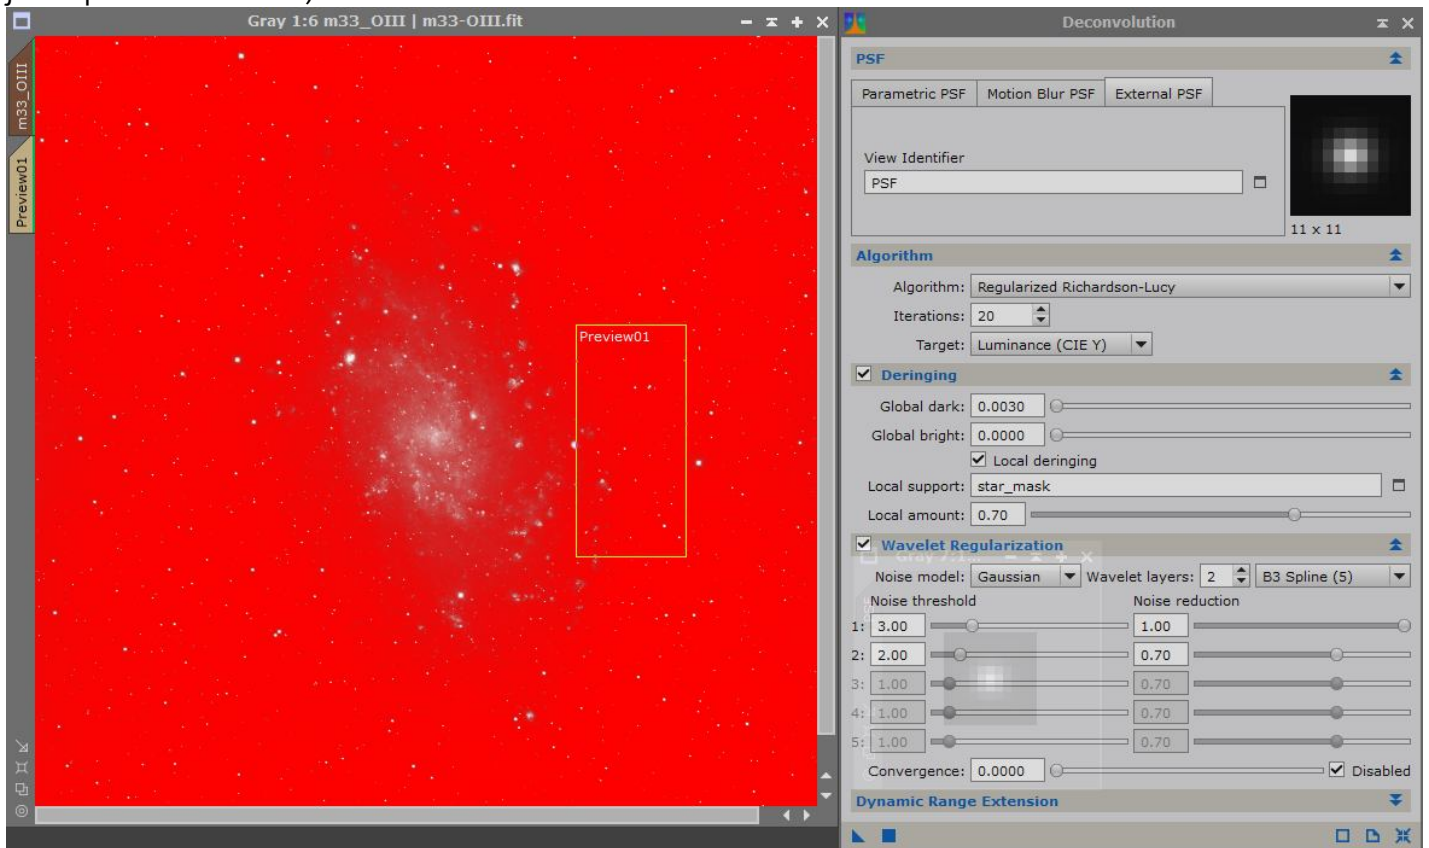 Gray 1:6 m33_OIII | m33-OIII.fit
m33_OIII
Preview01
Preview01
Deconvolution
PSF
Parametric PSF Motion Blur PSF External PSF
View Identifier
PSF
11 x 11
Algorithm
Algorithm: Regularized Richardson-Lucy
Iterations: 20
Target: Luminance (CIE Y)
Deringing
Global dark: 0.0030
Global bright: 0.0000
Local deringing
Local support: star_mask
Local amount: 0.70
Wavelet Regularization
Gray 7:1...
Noise model: Gaussian Wavelet layers: 2 B3 Spline (5)
Noise threshold Noise reduction
1: 3.00 1.00
2: 2.00 0.70
3: 1.00 0.70
4: 1.00 0.70
5: 1.00 0.70
Convergence: 0.0000 Disabled
Dynamic Range Extension